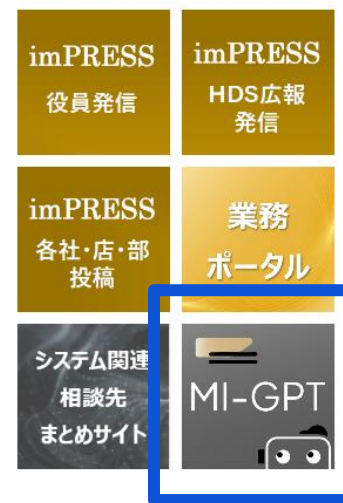 imPRESS
役員発信
imPRESS
HDS広報
発信
imPRESS
各社・店・部
投稿
業務
ポータル
システム関連
相談先
まとめサイト
MI-GPT